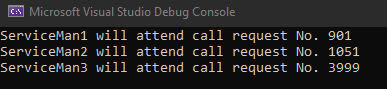 Microsoft Visual Studio Debug Console
ServiceMan1 will attend call request No. 901
ServiceMan2 will attend call request No. 1051
ServiceMan3 will attend call request No. 3999